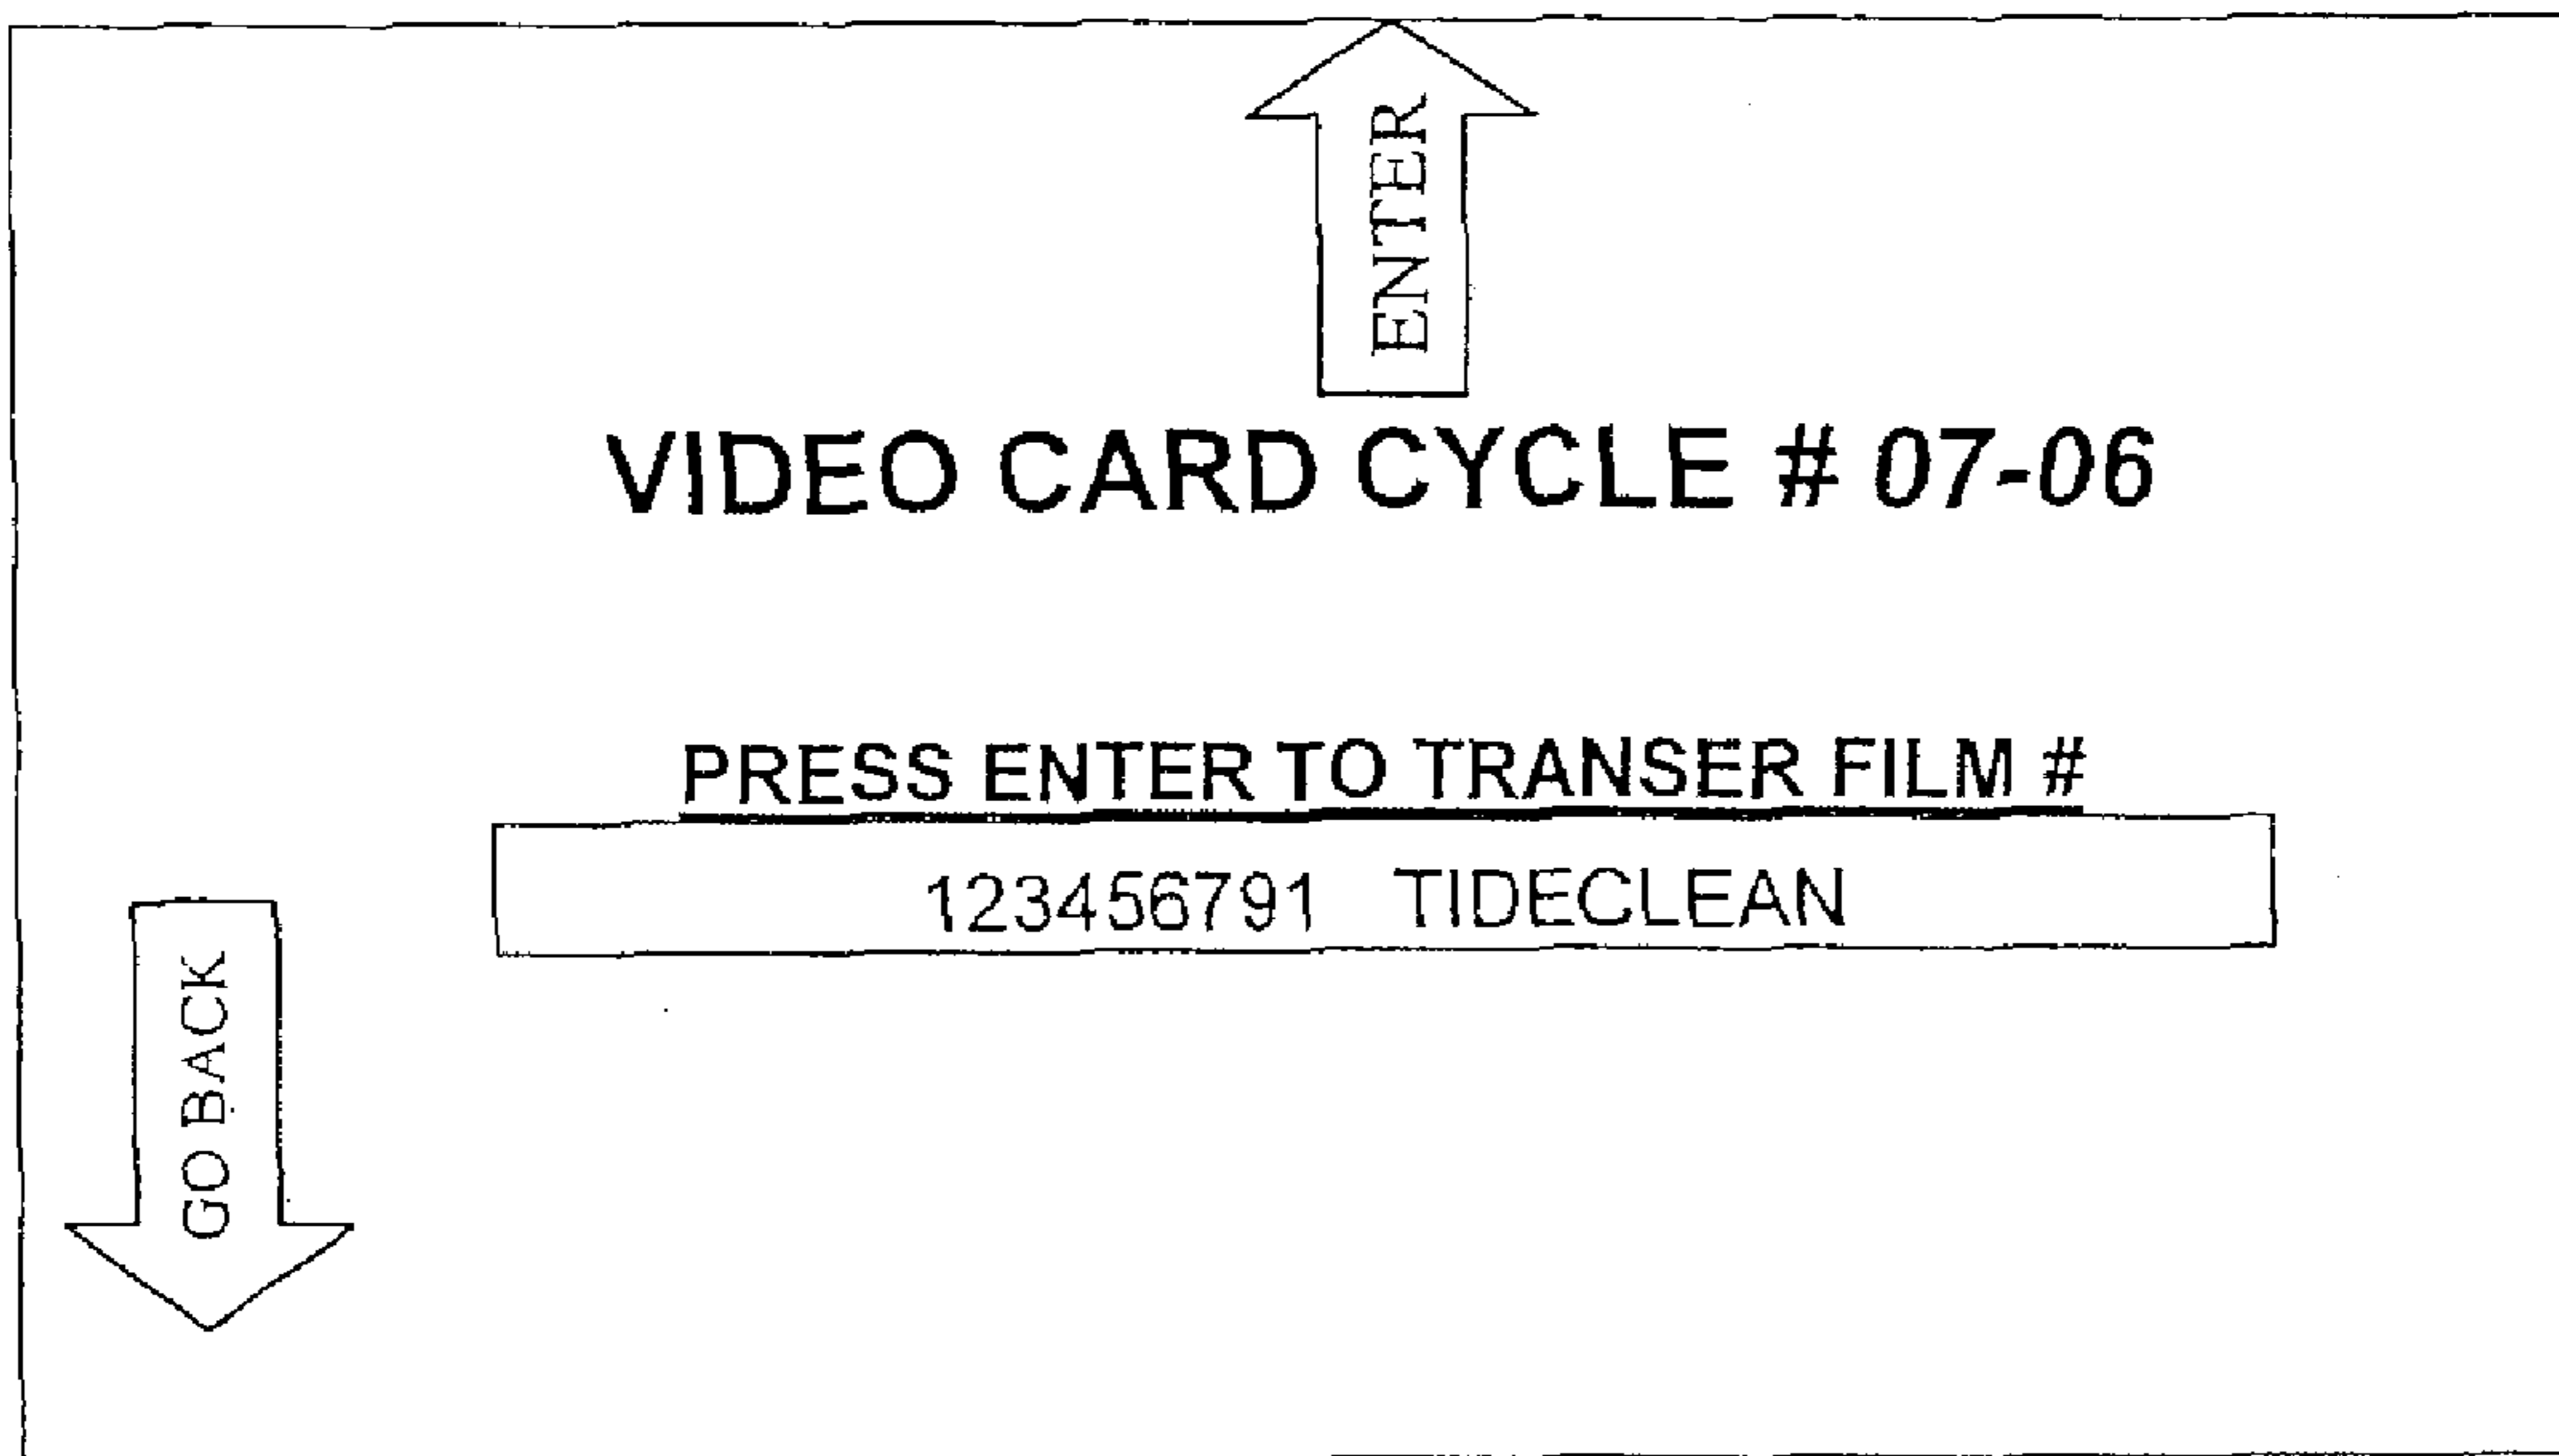 ENTER
VIDEO CARD CYCLE # 07-06
PRESS ENTER TO TRANSER FILM #
123456791 TIDECLEAN
GO BACK